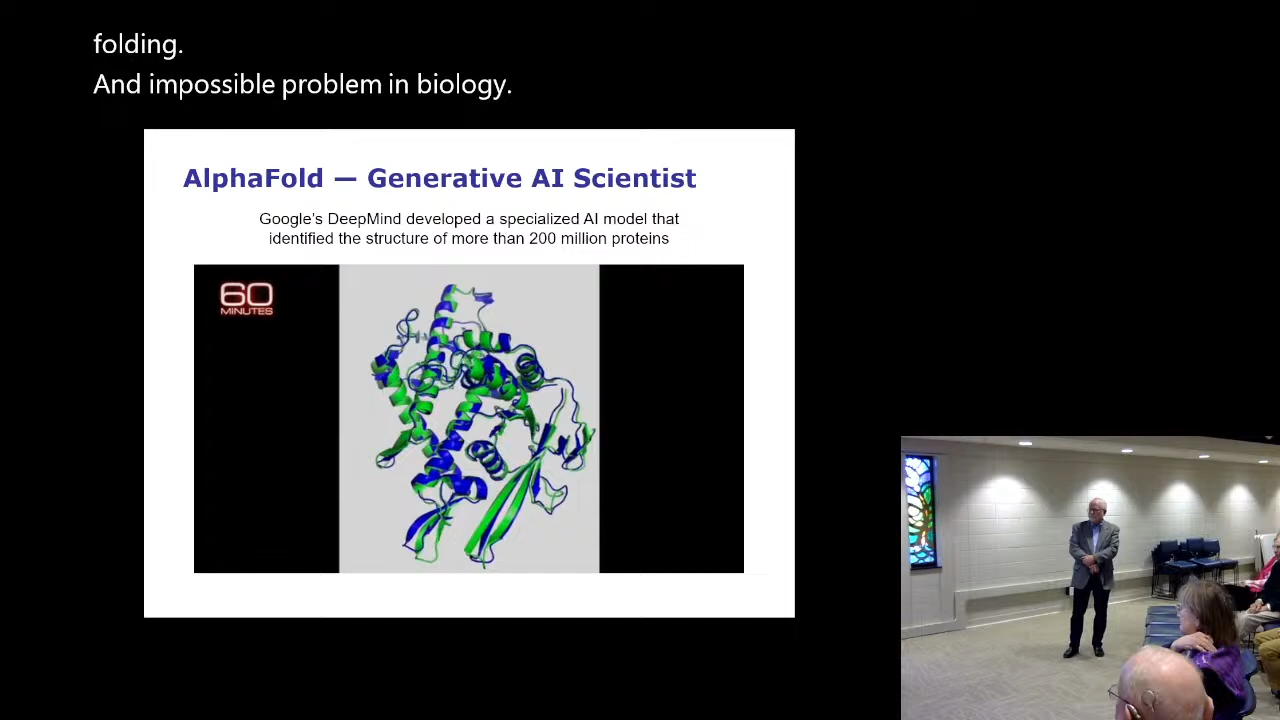 folding.
And impossible problem in biology.
AlphaFold — Generative AI Scientist
Google's DeepMind developed a specialized AI model that
identified the structure of more than 200 million proteins
60
MINUTES